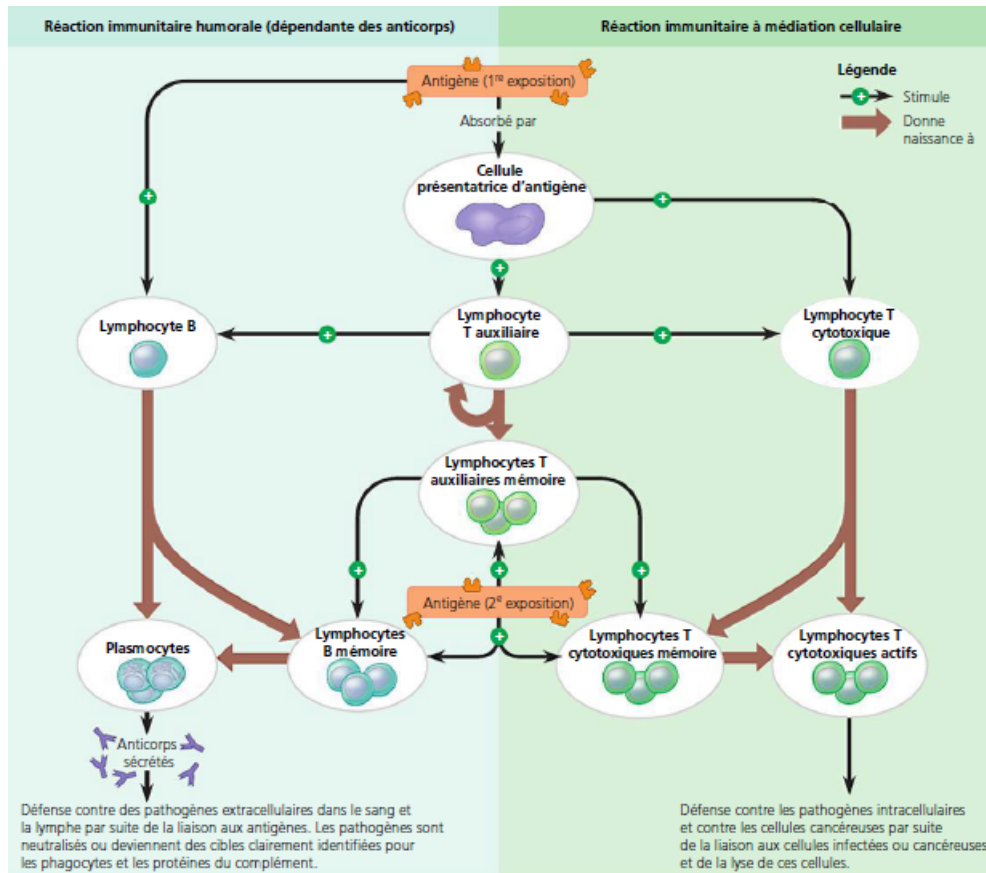 Réaction immunitaire humorale (dépendante des anticorps)
Réaction immunitaire à médiation cellulaire
Antigène (1re exposition)
Légende
Stimule
Donne
naissance à
Absorbé par
Cellule
présentatrice d'antigène
Lymphocyte B
Lymphocyte
T auxiliaire
Lymphocyte T
cytotoxique
Lymphocytes T
auxiliaires mémoire
Antigène (2e exposition)
Plasmocytes
Lymphocytes
B mémoire
Lymphocytes T
cytotoxiques mémoire
Lymphocytes T
cytotoxiques actifs
Anticorps
sécrétés
Défense contre des pathogènes extracellulaires dans le sang et
la lymphe par suite de la liaison aux antigènes. Les pathogènes sont
neutralisés ou deviennent des cibles clairement identifiées pour
les phagocytes et les protéines du complément.
Défense contre les pathogènes intracellulaires
et contre les cellules cancéreuses par suite
de la liaison aux cellules infectées ou cancéreuses
et de la lyse de ces cellules.